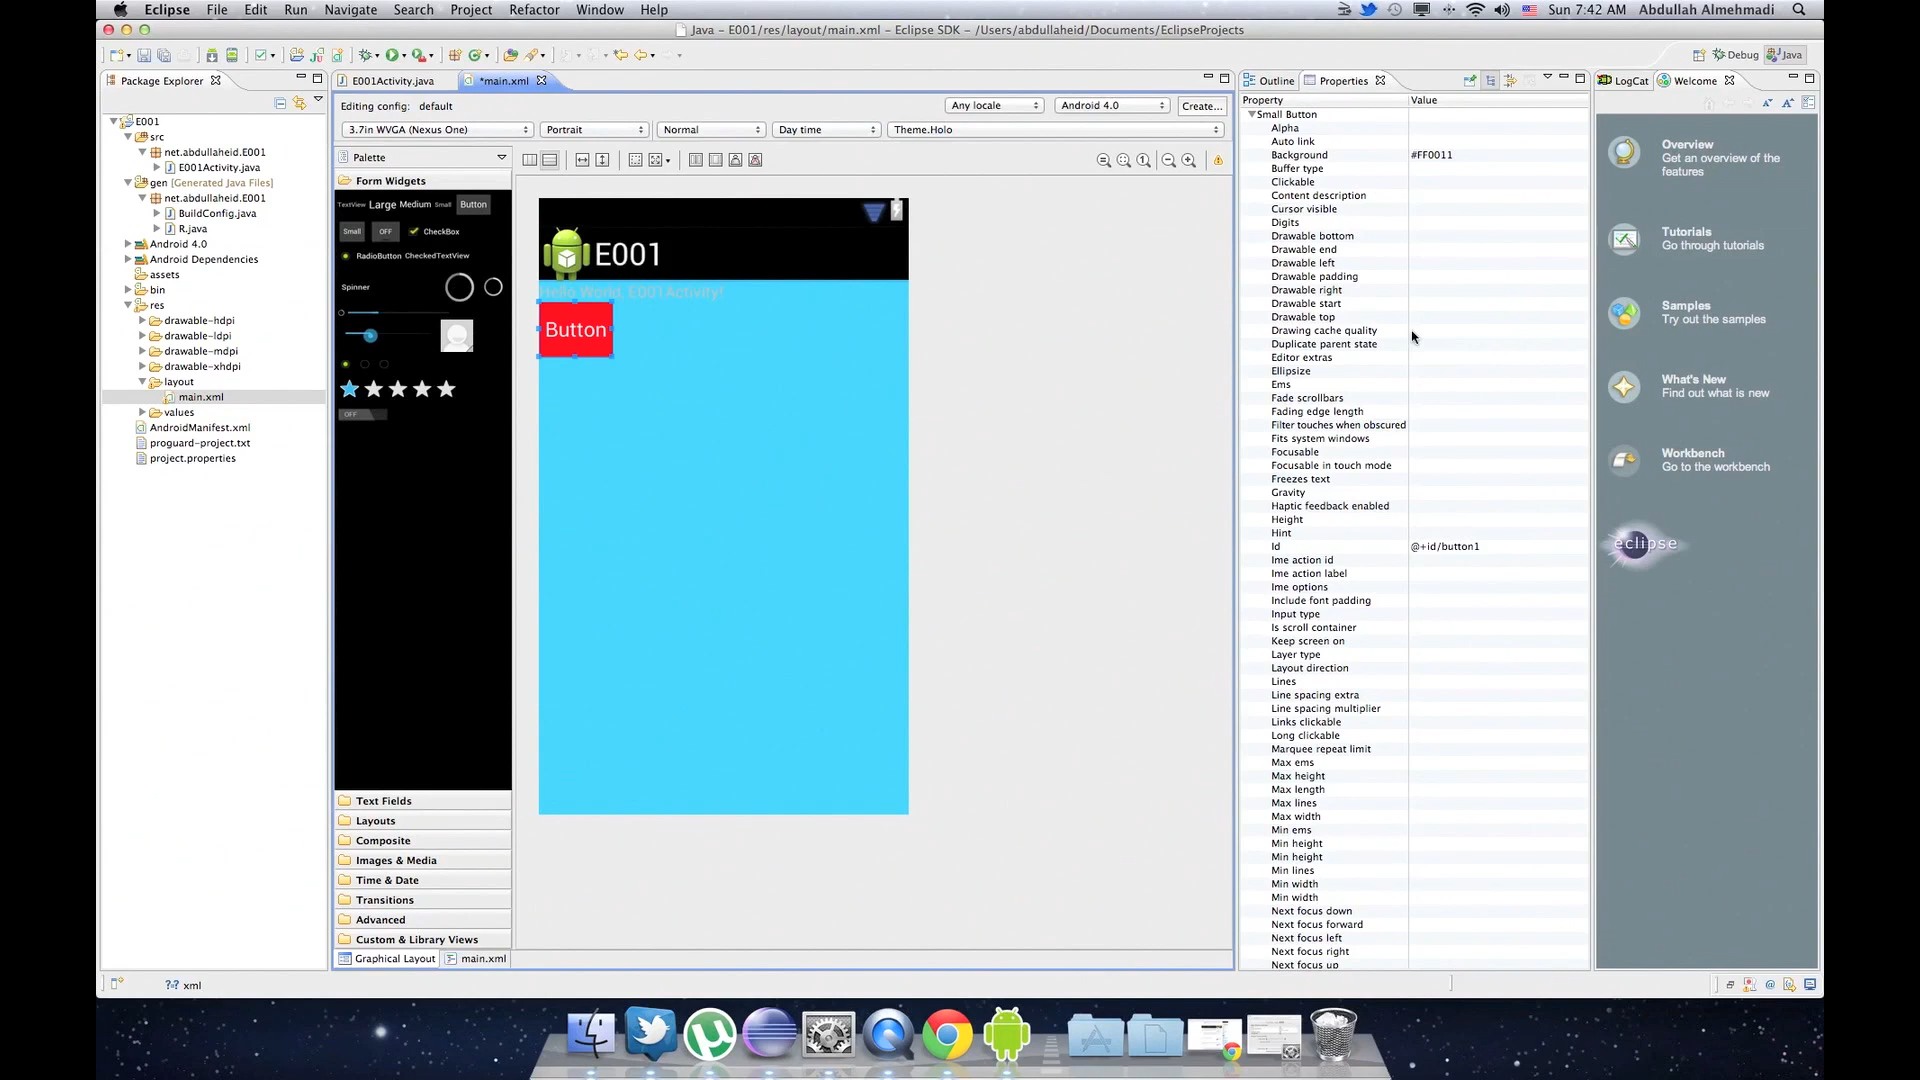 Eclipse File Edit Run Navigate Search Project Refactor Window Help Sun 7:42 AM Abdullah Almehmadi
Java – E001/res/layout/main.xml – Eclipse SDK – /Users/abdullaheid/Documents/EclipseProjects
Debug Java
Package Explorer
E001Activity.java *main.xml
Outline Properties
LogCat Welcome
E001
src
net.abdullaheid.E001
E001Activity.java
gen [Generated Java Files]
net.abdullaheid.E001
BuildConfig.java
R.java
Android 4.0
Android Dependencies
assets
bin
res
drawable-hdpi
drawable-ldpi
drawable-mdpi
drawable-xhdpi
layout
main.xml
values
AndroidManifest.xml
proguard-project.txt
project.properties
Editing config: default Any locale Android 4.0 Create...
3.7in WVGA (Nexus One) Portrait Normal Day time Theme.Holo
Palette
Form Widgets
TextView Large Medium Small Button
Small OFF CheckBox
RadioButton CheckedTextView
Spinner
OFF
Text Fields
Layouts
Composite
Images & Media
Time & Date
Transitions
Advanced
Custom & Library Views
Graphical Layout main.xml
E001
Hello World, E001Activity!
Button
Property Value
Small Button
Alpha
Auto link
Background #FF0011
Buffer type
Clickable
Content description
Cursor visible
Digits
Drawable bottom
Drawable end
Drawable left
Drawable padding
Drawable right
Drawable start
Drawable top
Drawing cache quality
Duplicate parent state
Editor extras
Ellipsize
Ems
Fade scrollbars
Fading edge length
Filter touches when obscured
Fits system windows
Focusable
Focusable in touch mode
Freezes text
Gravity
Haptic feedback enabled
Height
Hint
Id @+id/button1
Ime action id
Ime action label
Ime options
Include font padding
Input type
Is scroll container
Keep screen on
Layer type
Layout direction
Lines
Line spacing extra
Line spacing multiplier
Links clickable
Long clickable
Marquee repeat limit
Max ems
Max height
Max length
Max lines
Max width
Min ems
Min height
Min height
Min lines
Min width
Min width
Next focus down
Next focus forward
Next focus left
Next focus right
Next focus up
Overview
Get an overview of the
features
Tutorials
Go through tutorials
Samples
Try out the samples
What's New
Find out what is new
Workbench
Go to the workbench
eclipse
xml